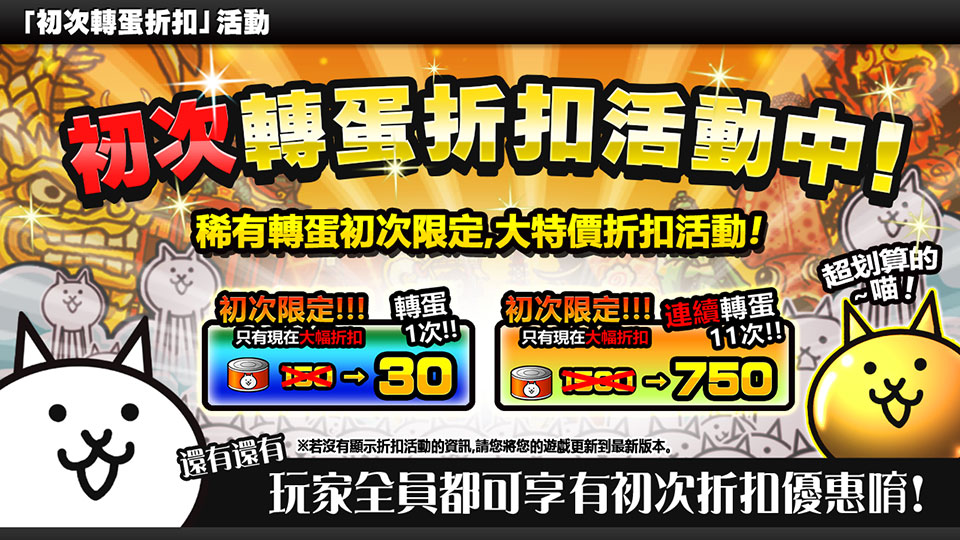 「初次轉蛋折扣」活動
初次轉蛋折扣活動中!
稀有轉蛋初次限定,大特價折扣活動!
超划算的
~喵!
初次限定!!!
轉蛋
1次!!
只有現在大幅折扣
150→30
初次限定!!!
連續轉蛋
11次!!
只有現在大幅折扣
1500→750
※若沒有顯示折扣活動的資訊,請您將您的遊戲更新到最新版本。
還有還有
玩家全員都可享有初次折扣優惠唷!